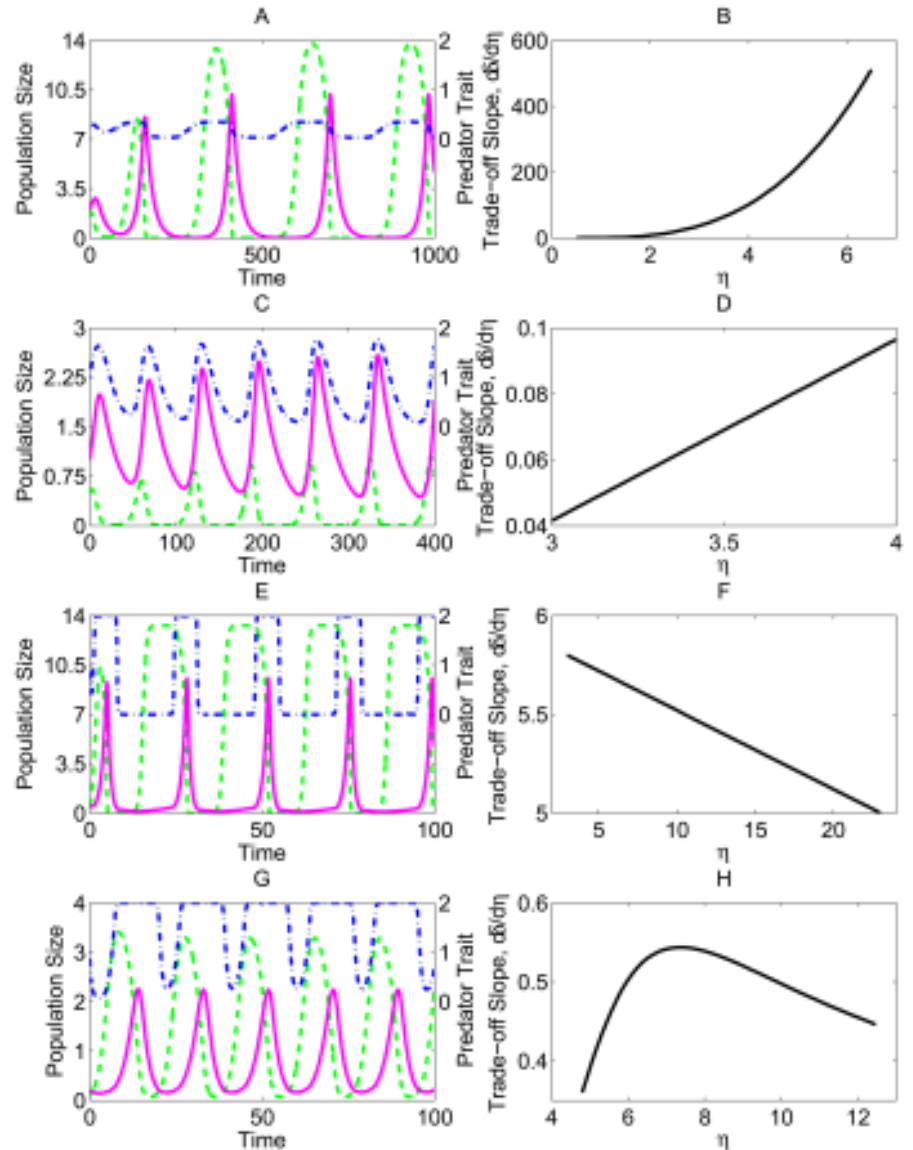 A
Population Size
14
10.5
7
3.5
0
0
500
1000
Time
2
1
0
Predator Trait
B
Trade-off Slope, dδ/dη
600
400
200
0
0
2
4
6
η
C
Population Size
3
2.25
1.5
0.75
0
0
100
200
300
400
Time
2
1
0
Predator Trait
D
Trade-off Slope, dδ/dη
0.1
0.08
0.06
0.04
3
3.5
4
η
E
Population Size
14
10.5
7
3.5
0
0
50
100
Time
2
1
0
Predator Trait
F
Trade-off Slope, dδ/dη
6
5.5
5
5
10
15
20
η
G
Population Size
4
3
2
1
0
0
50
100
Time
2
1
0
Predator Trait
H
Trade-off Slope, dδ/dη
0.6
0.5
0.4
4
6
8
10
12
η